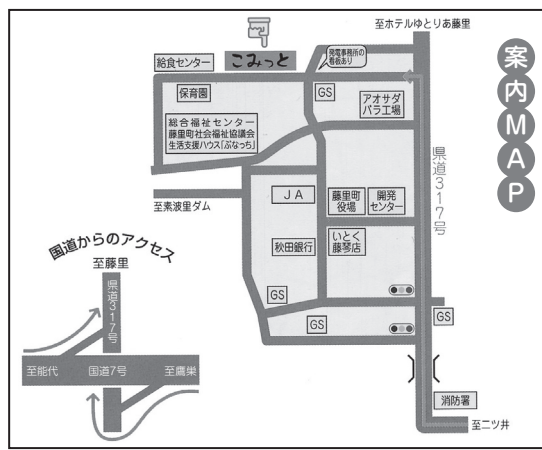 至ホテルゆとりあ藤里
案内MAP
給食センター
こみっと
発電事務所の
看板あり
保育園
GS
アオサダ
バラ工場
総合福祉センター
藤里町社会福祉協議会
生活支援ハウス「ぶなっち」
県道317号
至素波里ダム
JA
藤里町
役場
開発
センター
秋田銀行
いとく
藤琴店
GS
GS
GS
消防署
至二ツ井
国道からのアクセス
至藤里
県道317号
至能代
国道7号
至鷹巣